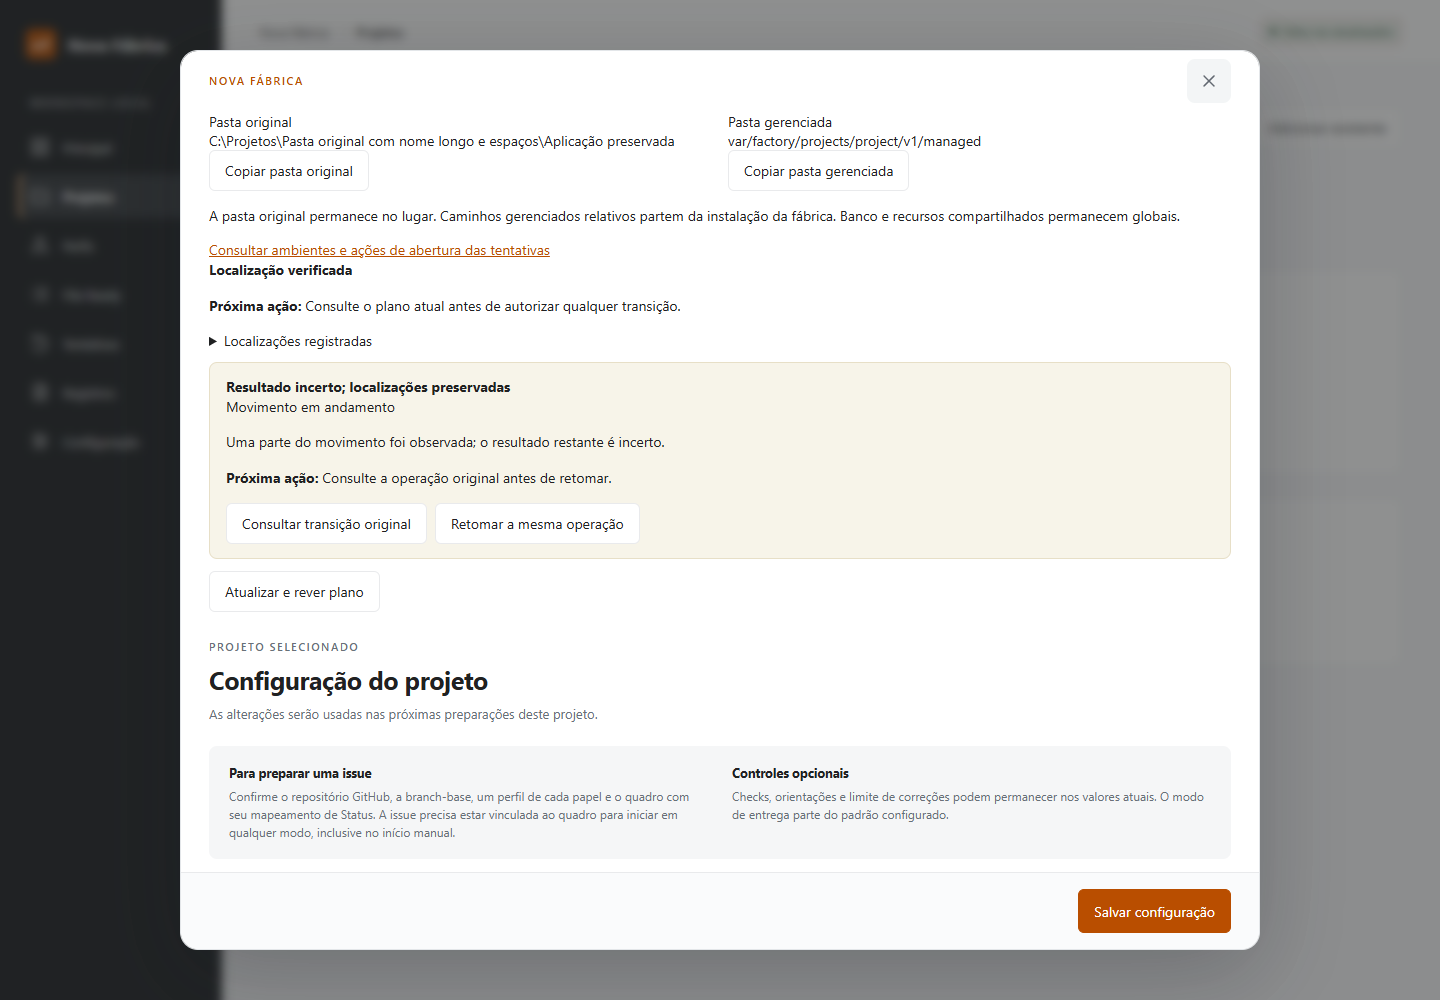 NOVA FÁBRICA
Pasta original
C:\Projetos\Pasta original com nome longo e espaços\Aplicação preservada
Copiar pasta original
Pasta gerenciada
var/factory/projects/project/v1/managed
Copiar pasta gerenciada
A pasta original permanece no lugar. Caminhos gerenciados relativos partem da instalação da fábrica. Banco e recursos compartilhados permanecem globais.
Consultar ambientes e ações de abertura das tentativas
Localização verificada
Próxima ação: Consulte o plano atual antes de autorizar qualquer transição.
Localizações registradas
Resultado incerto; localizações preservadas
Movimento em andamento
Uma parte do movimento foi observada; o resultado restante é incerto.
Próxima ação: Consulte a operação original antes de retomar.
Consultar transição original
Retomar a mesma operação
Atualizar e rever plano
PROJETO SELECIONADO
Configuração do projeto
As alterações serão usadas nas próximas preparações deste projeto.
Para preparar uma issue
Confirme o repositório GitHub, a branch-base, um perfil de cada papel e o quadro com
seu mapeamento de Status. A issue precisa estar vinculada ao quadro para iniciar em
qualquer modo, inclusive no início manual.
Controles opcionais
Checks, orientações e limite de correções podem permanecer nos valores atuais. O modo
de entrega parte do padrão configurado.
Salvar configuração